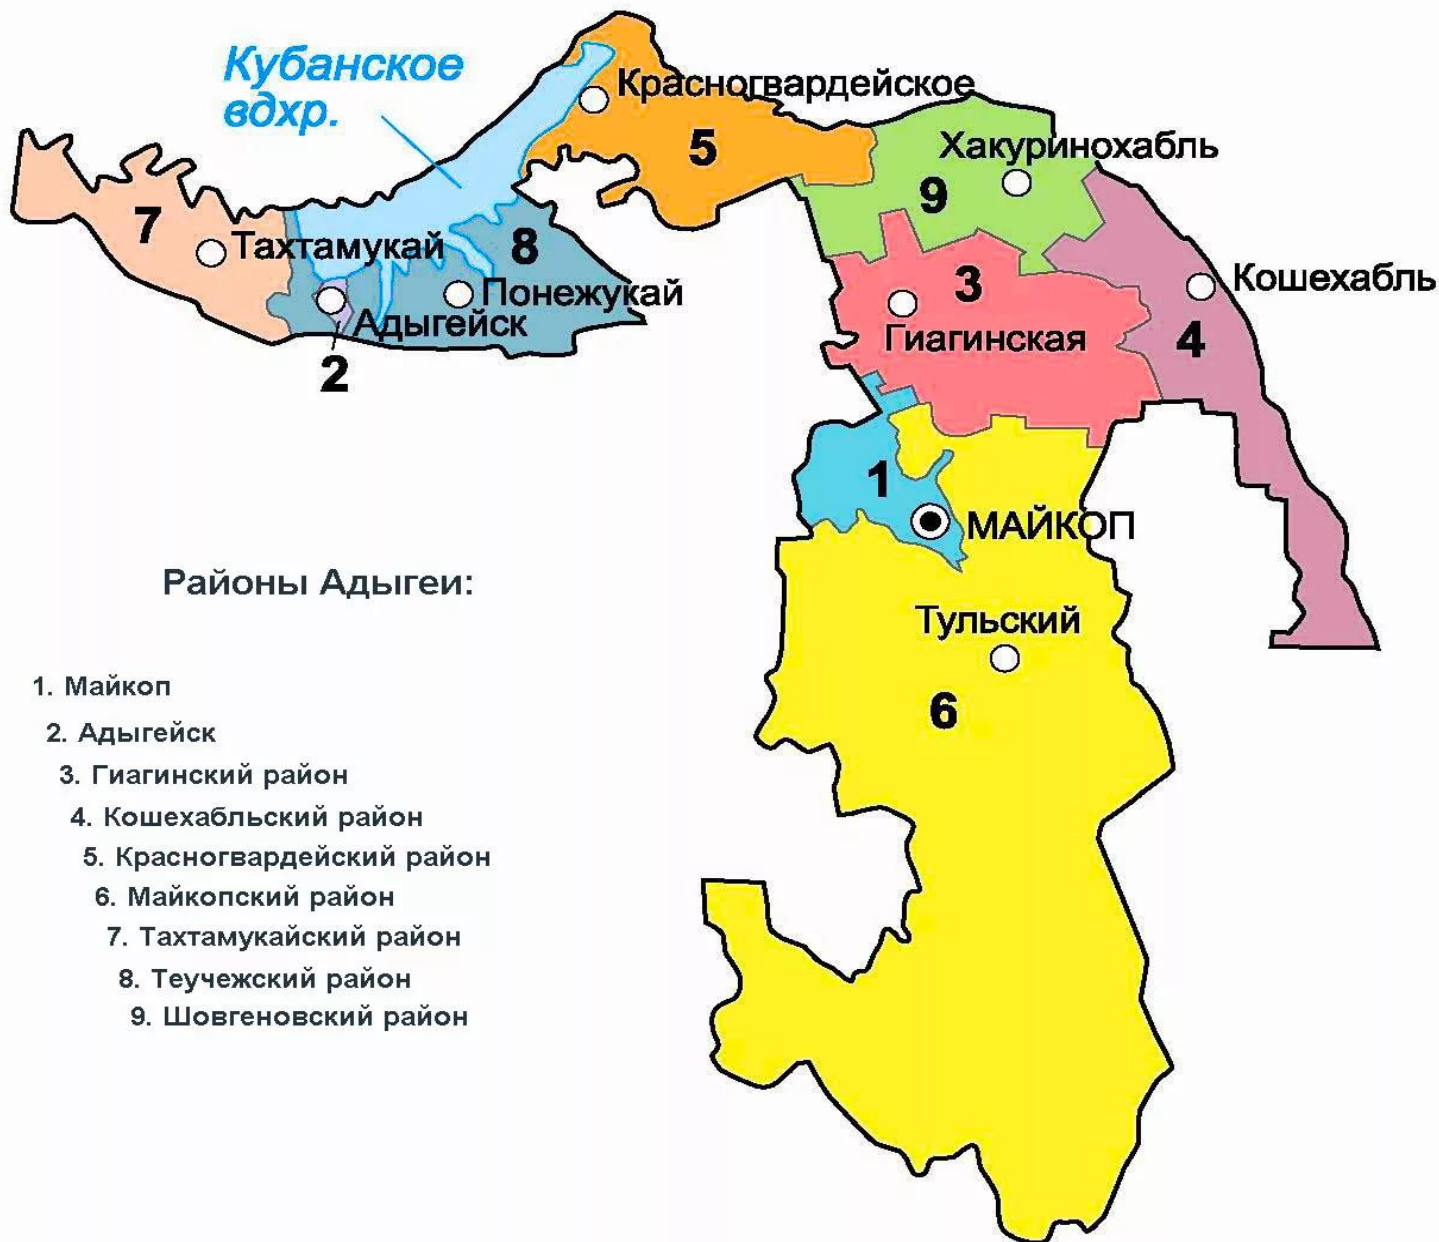 Кубанское
вдхр.
Красногвардейское
5
Хакуринохабль
9
7
Тахтамукай
8
Понежукай
Адыгейск
2
3
Гиагинская
Кошехабль
4
1
МАЙКОП
Тульский
6
Районы Адыгеи:
1. Майкоп
2. Адыгейск
3. Гиагинский район
4. Кошехабльский район
5. Красногвардейский район
6. Майкопский район
7. Тахтамукайский район
8. Теучежский район
9. Шовгеновский район